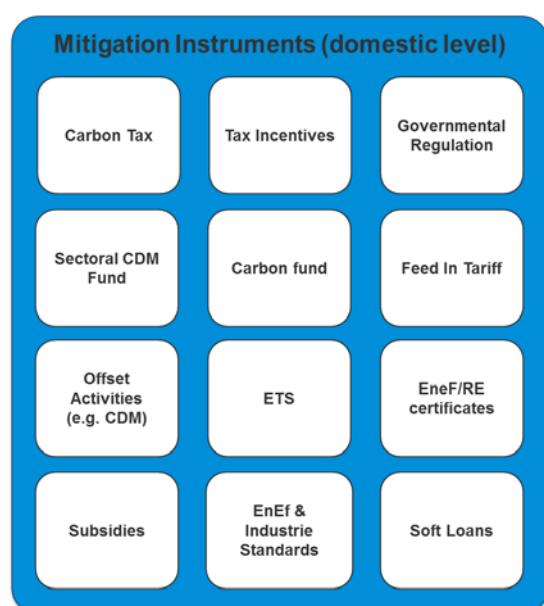 Mitigation Instruments (domestic level)
Carbon Tax
Tax Incentives
Governmental
Regulation
Sectoral CDM
Fund
Carbon fund
Feed In Tariff
Offset
Activities
(e.g. CDM)
ETS
EneF/RE
certificates
Subsidies
EnEf &
Industrie
Standards
Soft Loans